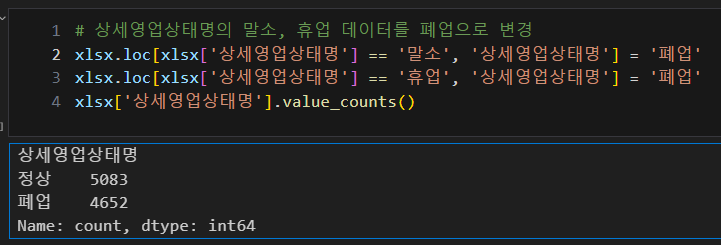 1 # 상세영업상태명의 말소, 휴업 데이터를 폐업으로 변경
2 xlsx.loc[xlsx['상세영업상태명'] == '말소', '상세영업상태명'] = '폐업'
3 xlsx.loc[xlsx['상세영업상태명'] == '휴업', '상세영업상태명'] = '폐업'
4 xlsx['상세영업상태명'].value_counts()
상세영업상태명
정상    5083
폐업    4652
Name: count, dtype: int64